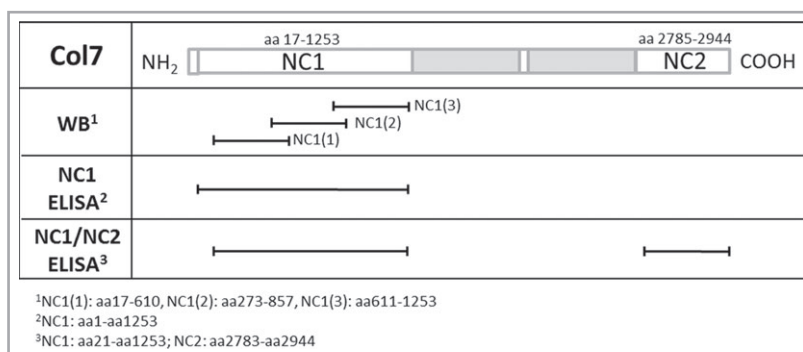 Col7
aa 17-1253
aa 2785-2944
NH2 NC1 NC2 COOH
WB1
NC1(3)
NC1(2)
NC1(1)
NC1
ELISA2
NC1/NC2
ELISA3
1NC1(1): aa17-610, NC1(2): aa273-857, NC1(3): aa611-1253
2NC1: aa1-aa1253
3NC1: aa21-aa1253; NC2: aa2783-aa2944